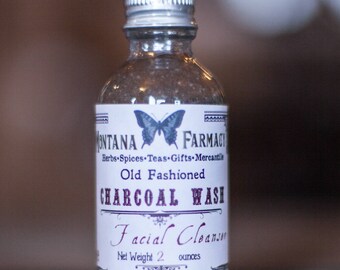 Montana Farmacy
Herbs•Spices•Teas•Gifts•Mercantile
Old Fashioned
CHARCOAL WASH
Facial Cleanser
Net Weight 2 ounces